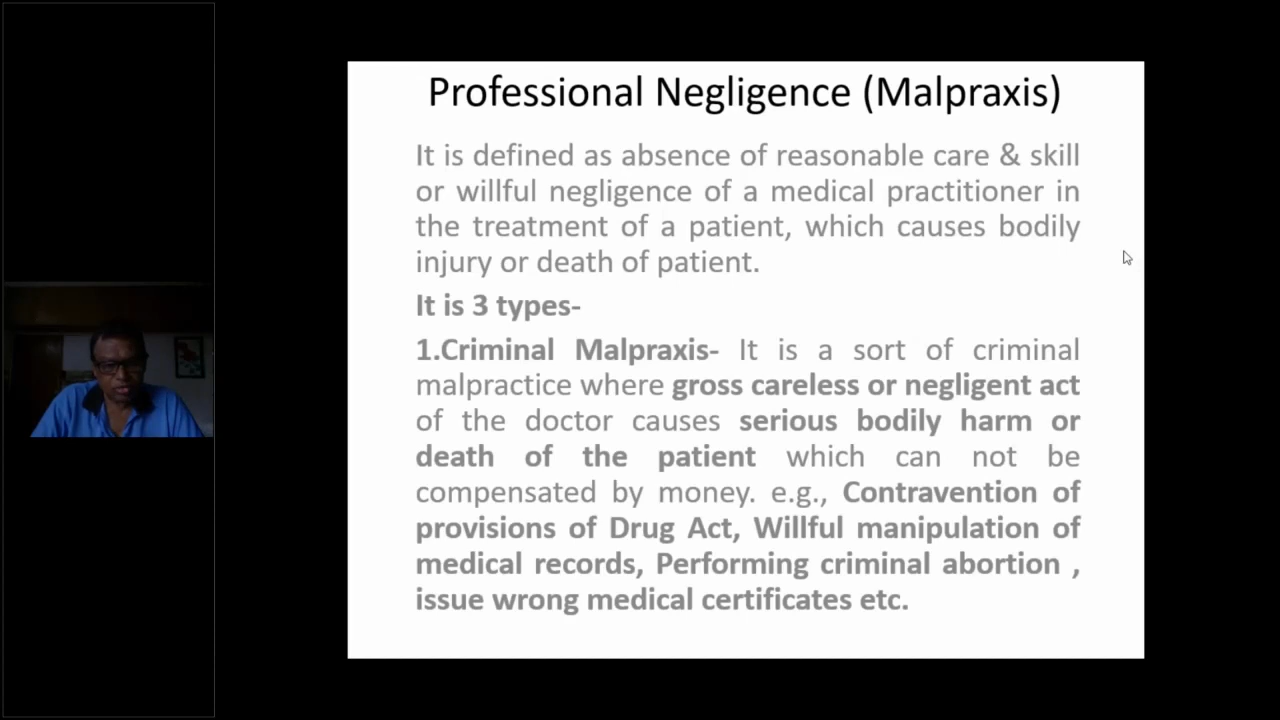 Professional Negligence (Malpraxis)
It is defined as absence of reasonable care & skill
or willful negligence of a medical practitioner in
the treatment of a patient, which causes bodily
injury or death of patient.
It is 3 types-
1.Criminal Malpraxis- It is a sort of criminal
malpractice where gross careless or negligent act
of the doctor causes serious bodily harm or
death of the patient which can not be
compensated by money. e.g., Contravention of
provisions of Drug Act, Willful manipulation of
medical records, Performing criminal abortion ,
issue wrong medical certificates etc.